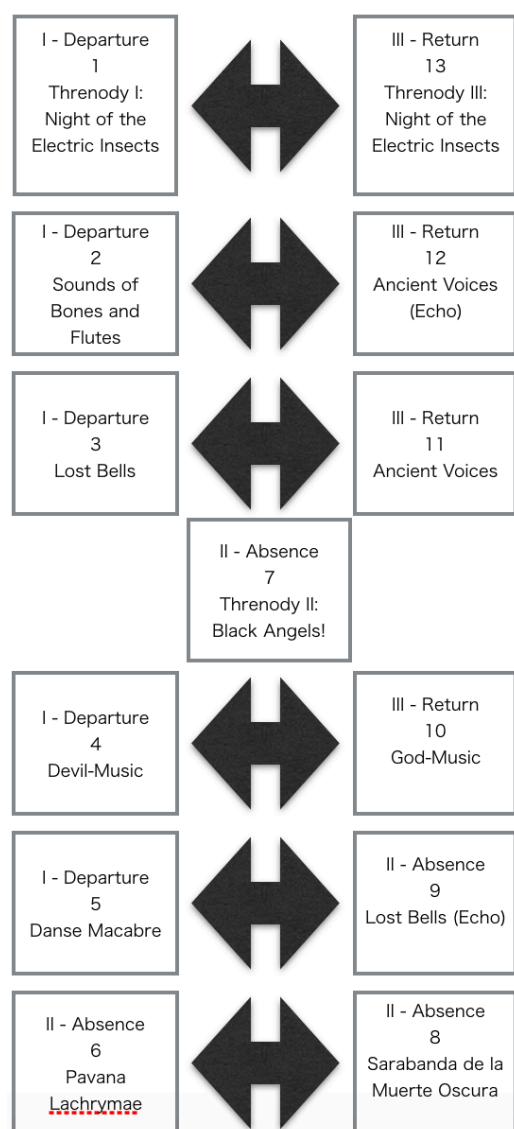 I - Departure
1
Threnody I:
Night of the
Electric Insects
III - Return
13
Threnody III:
Night of the
Electric Insects
I - Departure
2
Sounds of
Bones and
Flutes
III - Return
12
Ancient Voices
(Echo)
I - Departure
3
Lost Bells
III - Return
11
Ancient Voices
II - Absence
7
Threnody II:
Black Angels!
I - Departure
4
Devil-Music
III - Return
10
God-Music
I - Departure
5
Danse Macabre
II - Absence
9
Lost Bells (Echo)
II - Absence
6
Pavana
Lachrymae
II - Absence
8
Sarabanda de la
Muerte Oscura